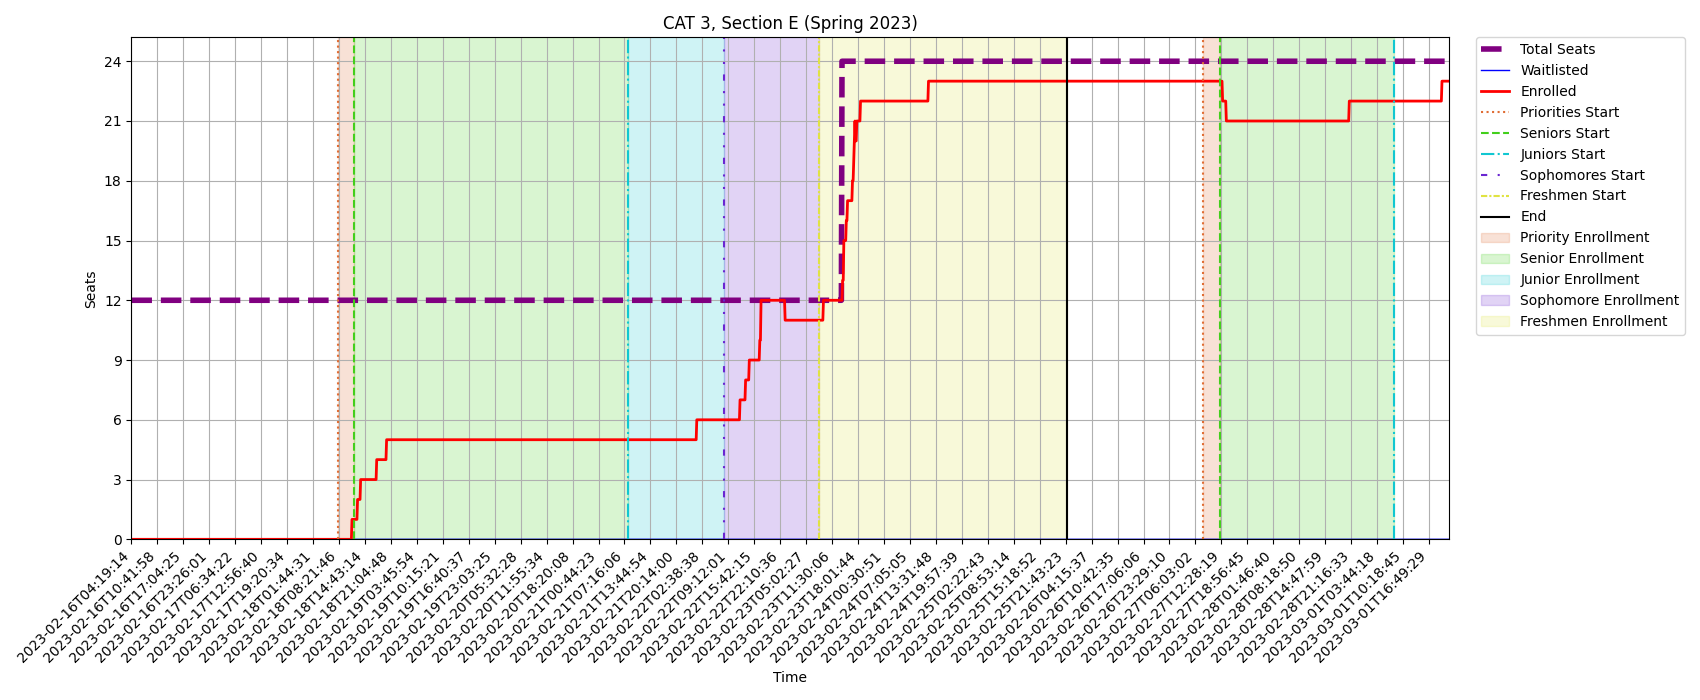 CAT 3, Section E (Spring 2023)
Seats
24
21
18
15
12
9
6
3
0
2023-02-16T04:19:14
2023-02-16T10:41:58
2023-02-16T17:04:25
2023-02-16T23:26:01
2023-02-17T06:34:22
2023-02-17T12:56:40
2023-02-17T19:20:34
2023-02-18T01:44:31
2023-02-18T08:21:46
2023-02-18T14:43:14
2023-02-18T21:04:48
2023-02-19T03:45:54
2023-02-19T10:15:21
2023-02-19T16:40:37
2023-02-19T23:03:25
2023-02-20T05:32:28
2023-02-20T11:55:34
2023-02-20T18:20:08
2023-02-21T00:44:23
2023-02-21T07:16:06
2023-02-21T13:44:54
2023-02-21T20:14:00
2023-02-22T02:38:38
2023-02-22T09:12:01
2023-02-22T15:42:15
2023-02-22T22:10:36
2023-02-23T05:02:27
2023-02-23T11:30:06
2023-02-23T18:01:44
2023-02-24T00:30:51
2023-02-24T07:05:05
2023-02-24T13:31:48
2023-02-24T19:57:39
2023-02-25T02:22:43
2023-02-25T08:53:14
2023-02-25T15:18:52
2023-02-25T21:43:23
2023-02-26T04:15:37
2023-02-26T10:42:35
2023-02-26T17:06:06
2023-02-26T23:29:10
2023-02-27T06:03:02
2023-02-27T12:28:19
2023-02-27T18:56:45
2023-02-28T01:46:40
2023-02-28T08:18:50
2023-02-28T14:47:59
2023-02-28T21:16:33
2023-03-01T03:44:18
2023-03-01T10:18:45
2023-03-01T16:49:29
Time
Total Seats
Waitlisted
Enrolled
Priorities Start
Seniors Start
Juniors Start
Sophomores Start
Freshmen Start
End
Priority Enrollment
Senior Enrollment
Junior Enrollment
Sophomore Enrollment
Freshmen Enrollment